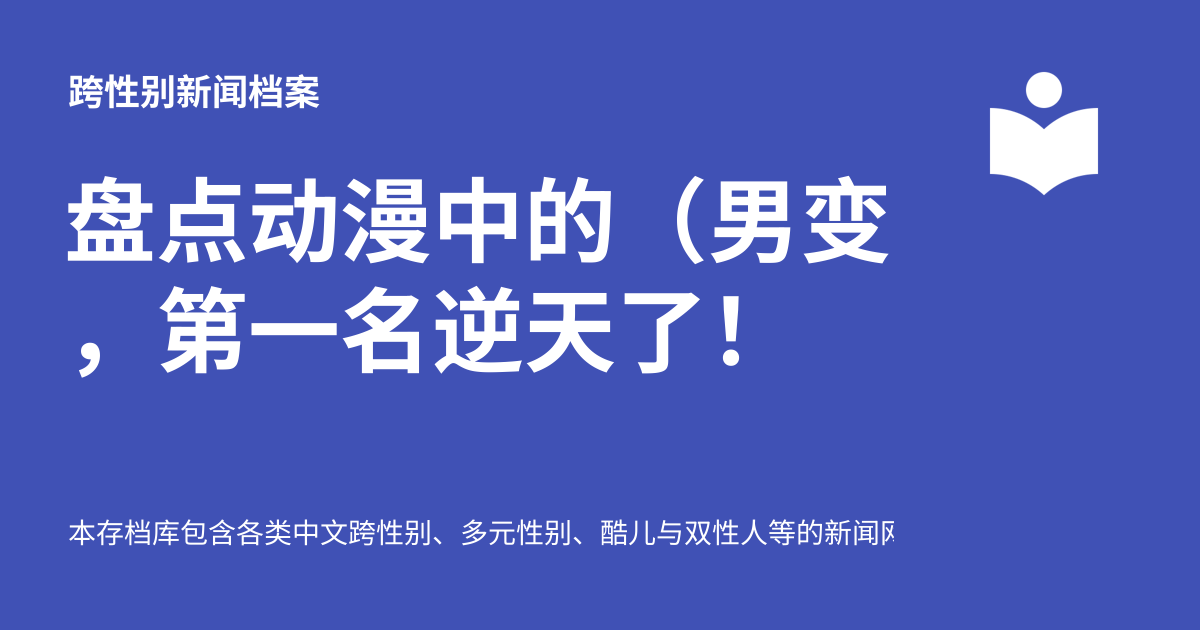 跨性别新闻档案
盘点动漫中的（男变
，第一名逆天了！
本存档库包含各类中文跨性别、多元性别、酷儿与双性人等的新闻